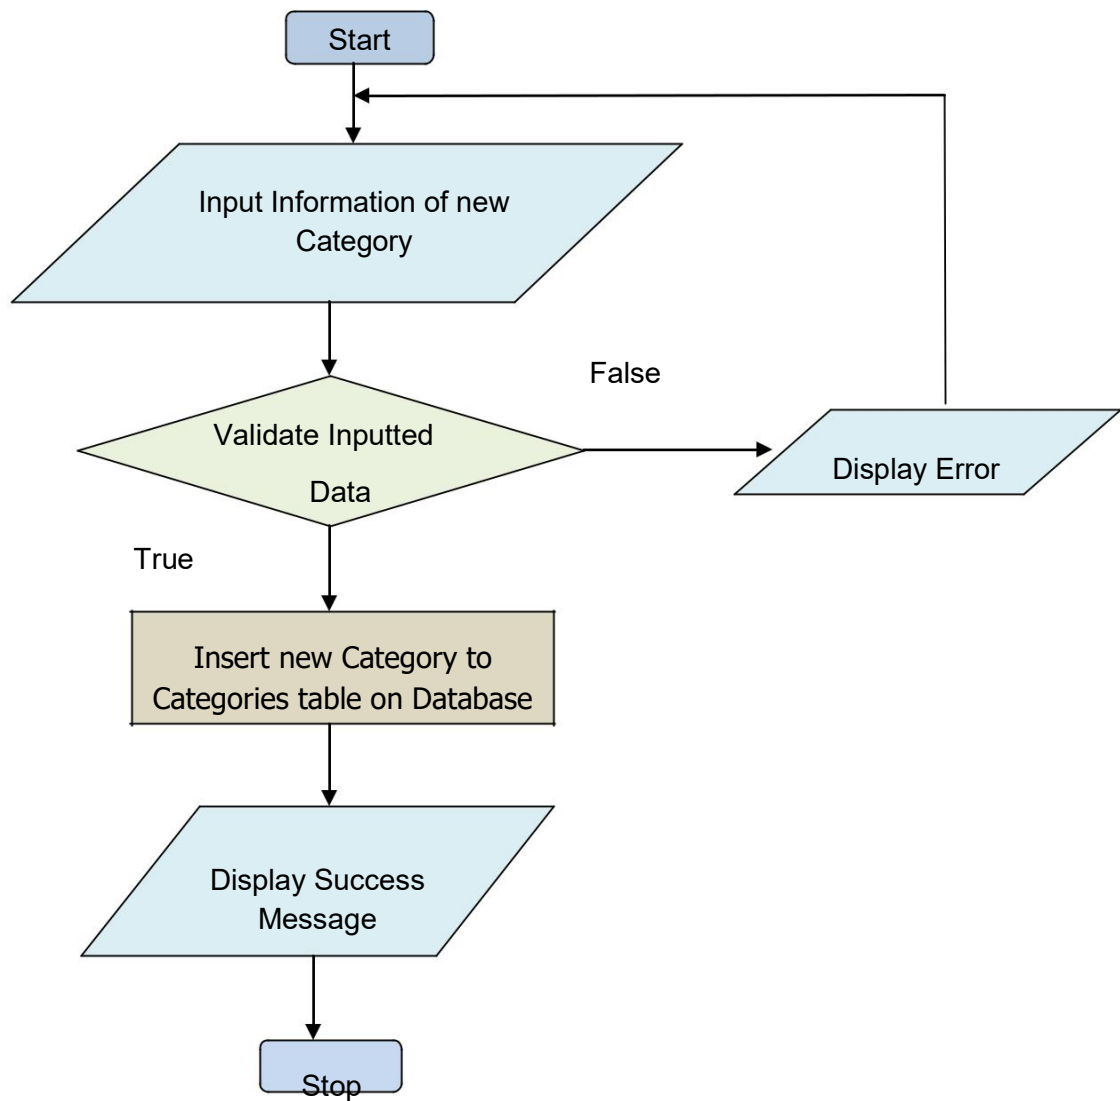 Start
Input Information of new
Category
False
Validate Inputted
Data
Display Error
True
Insert new Category to
Categories table on Database
Display Success
Message
Stop